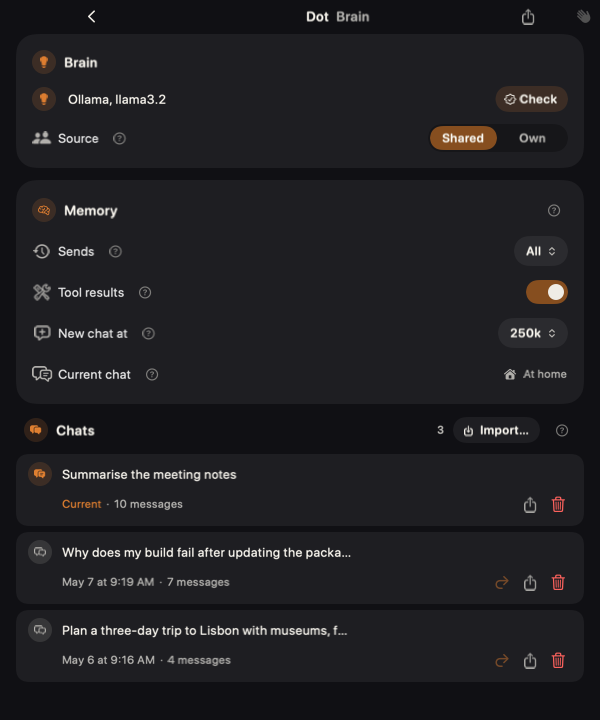 Dot Brain
Brain
Ollama, llama3.2
Check
Source
Shared
Own
Memory
Sends
All
Tool results
New chat at
250k
Current chat
At home
Chats
3
Import...
Summarise the meeting notes
Current · 10 messages
Why does my build fail after updating the packa...
May 7 at 9:19 AM · 7 messages
Plan a three-day trip to Lisbon with museums, f...
May 6 at 9:16 AM · 4 messages